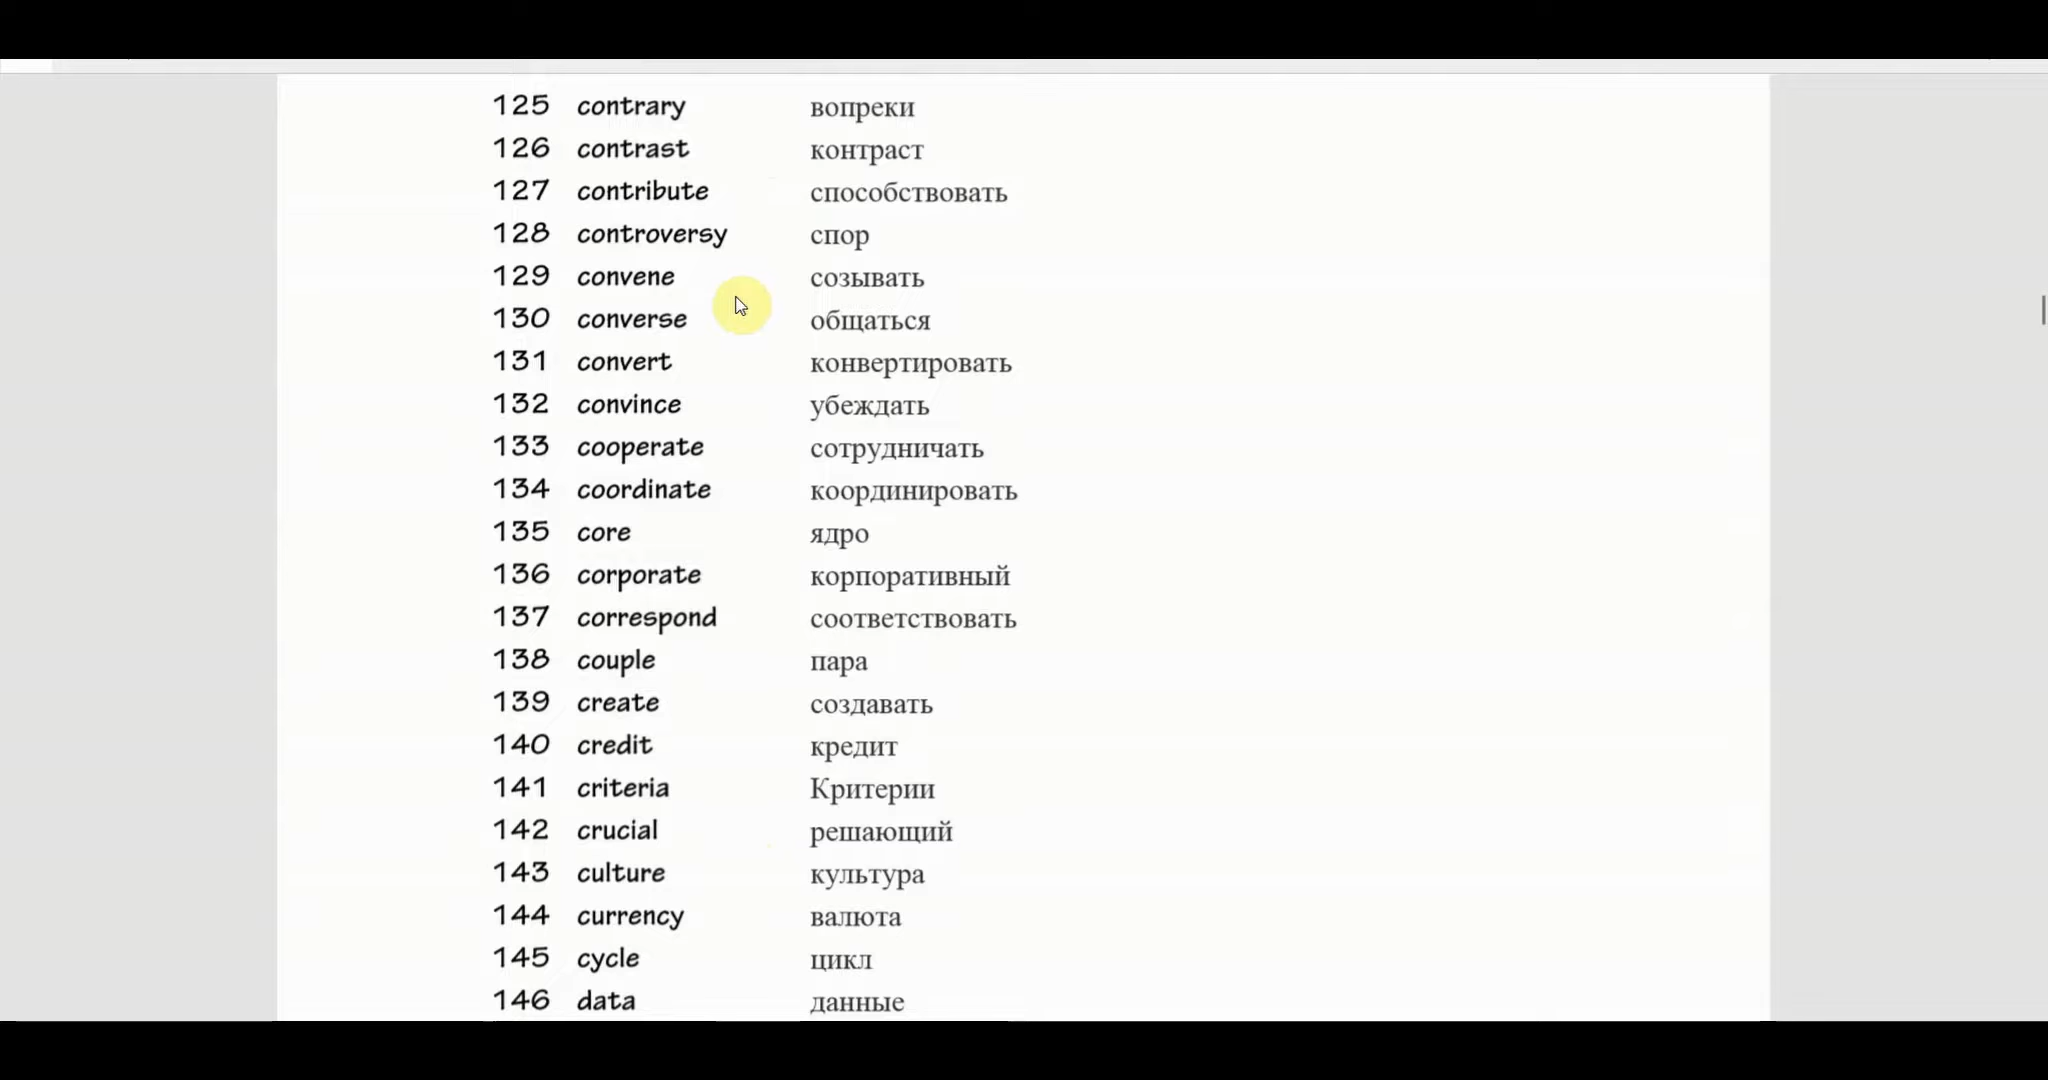 125 contrary вопреки
126 contrast контраст
127 contribute способствовать
128 controversy спор
129 convene созывать
130 converse общаться
131 convert конвертировать
132 convince убеждать
133 cooperate сотрудничать
134 coordinate координировать
135 core ядро
136 corporate корпоративный
137 correspond соответствовать
138 couple пара
139 create создавать
140 credit кредит
141 criteria Критерии
142 crucial решающий
143 culture культура
144 currency валюта
145 cycle цикл
146 data данные